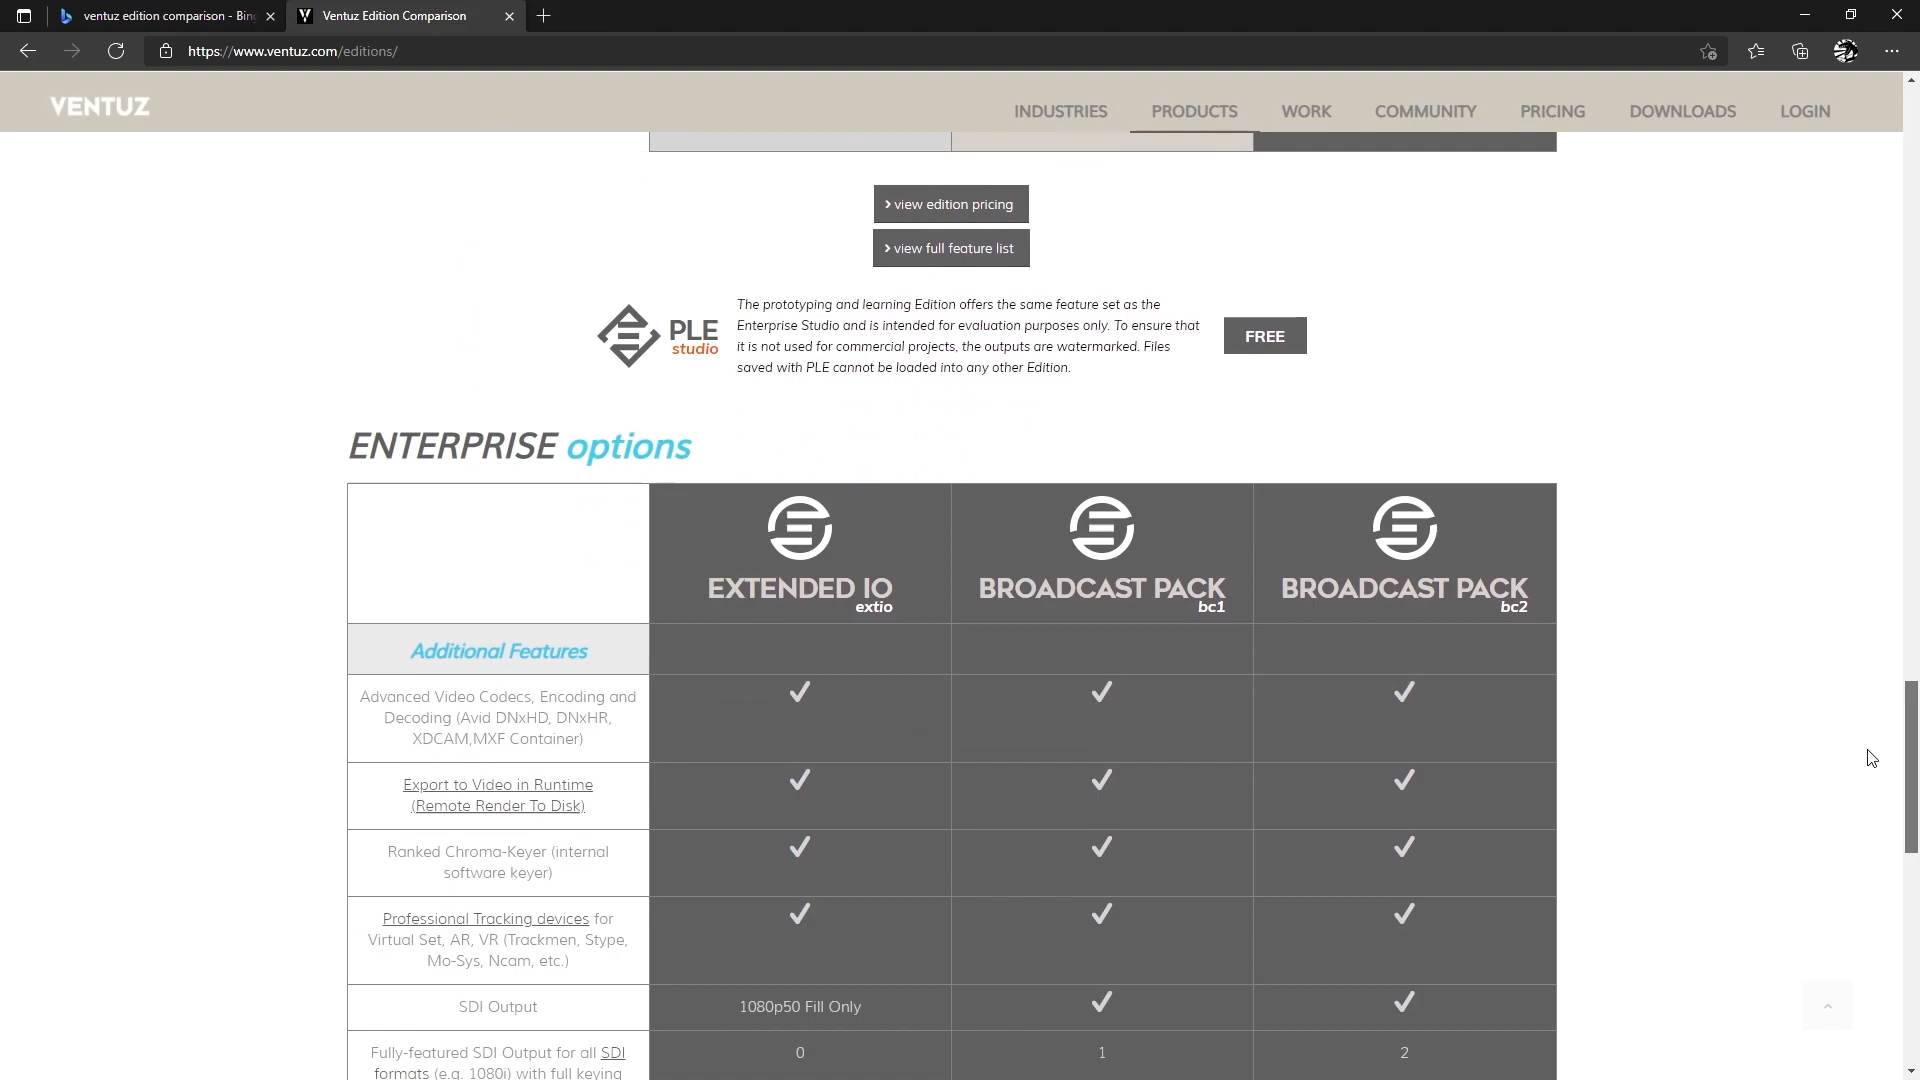 ventuz edition comparison - Bin
Ventuz Edition Comparison
https://www.ventuz.com/editions/
VENTUZ
INDUSTRIES
PRODUCTS
WORK
COMMUNITY
PRICING
DOWNLOADS
LOGIN
view edition pricing
view full feature list
PLE
studio
The prototyping and learning Edition offers the same feature set as the
Enterprise Studio and is intended for evaluation purposes only. To ensure that
it is not used for commercial projects, the outputs are watermarked. Files
saved with PLE cannot be loaded into any other Edition.
FREE
ENTERPRISE options
EXTENDED IO
extio
BROADCAST PACK
bc1
BROADCAST PACK
bc2
Additional Features
Advanced Video Codecs, Encoding and
Decoding (Avid DNxHD, DNxHR,
XDCAM,MXF Container)
Export to Video in Runtime
(Remote Render To Disk)
Ranked Chroma-Keyer (internal
software keyer)
Professional Tracking devices for
Virtual Set, AR, VR (Trackmen, Stype,
Mo-Sys, Ncam, etc.)
SDI Output
1080p50 Fill Only
Fully-featured SDI Output for all SDI
formats (e.g. 1080i) with full keying
0
1
2